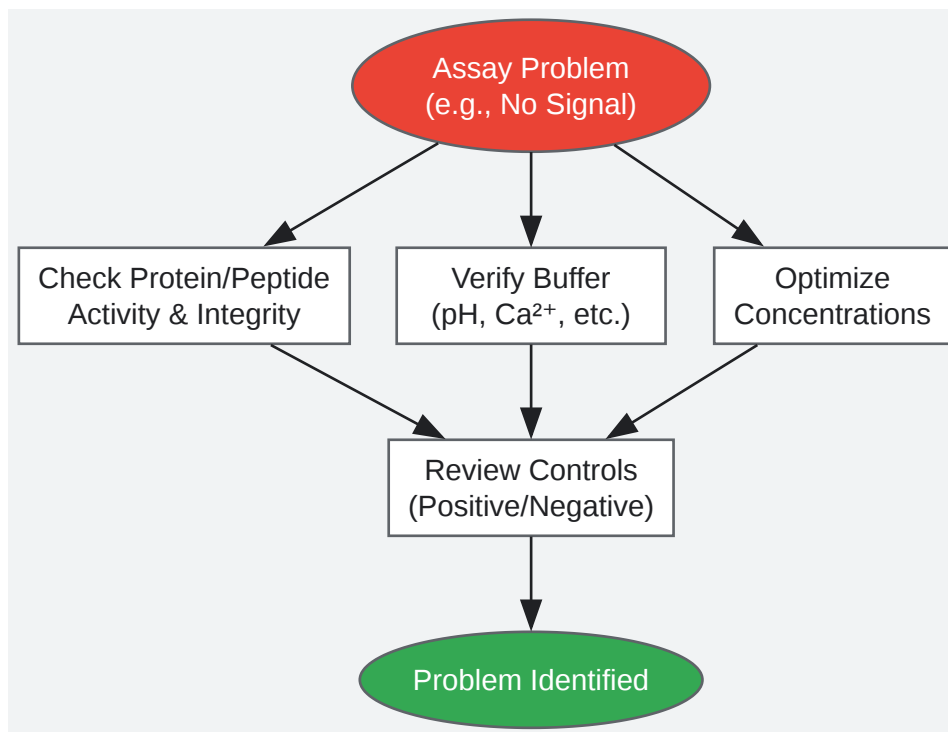 Assay Problem
(e.g., No Signal)
Check Protein/Peptide
Activity & Integrity
Verify Buffer
(pH, Ca²⁺, etc.)
Optimize
Concentrations
Review Controls
(Positive/Negative)
Problem Identified